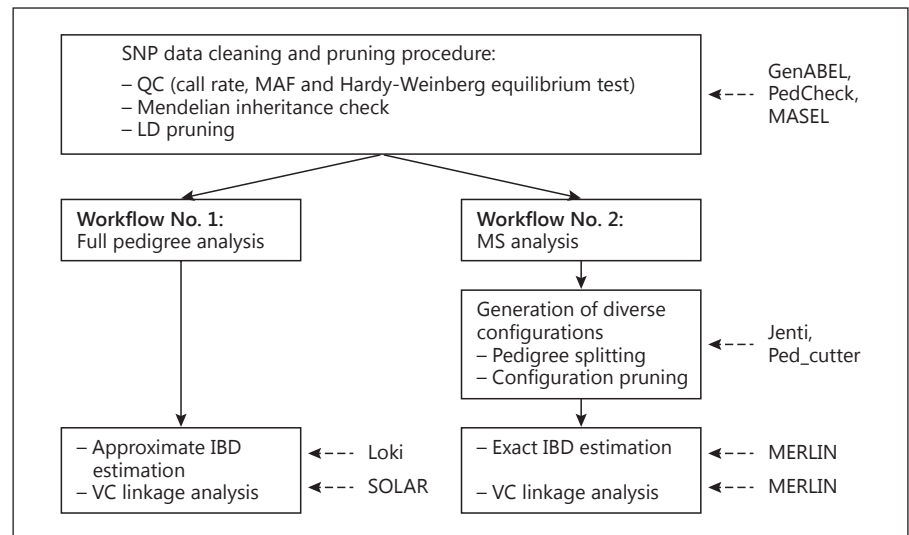 SNP data cleaning and pruning procedure:
– QC (call rate, MAF and Hardy-Weinberg equilibrium test)
– Mendelian inheritance check
– LD pruning
GenABEL,
PedCheck,
MASEL
Workflow No. 1:
Full pedigree analysis
Workflow No. 2:
MS analysis
Generation of diverse
configurations
– Pedigree splitting
– Configuration pruning
Jenti,
Ped_cutter
– Approximate IBD
estimation
– VC linkage analysis
Loki
SOLAR
– Exact IBD estimation
– VC linkage analysis
MERLIN
MERLIN